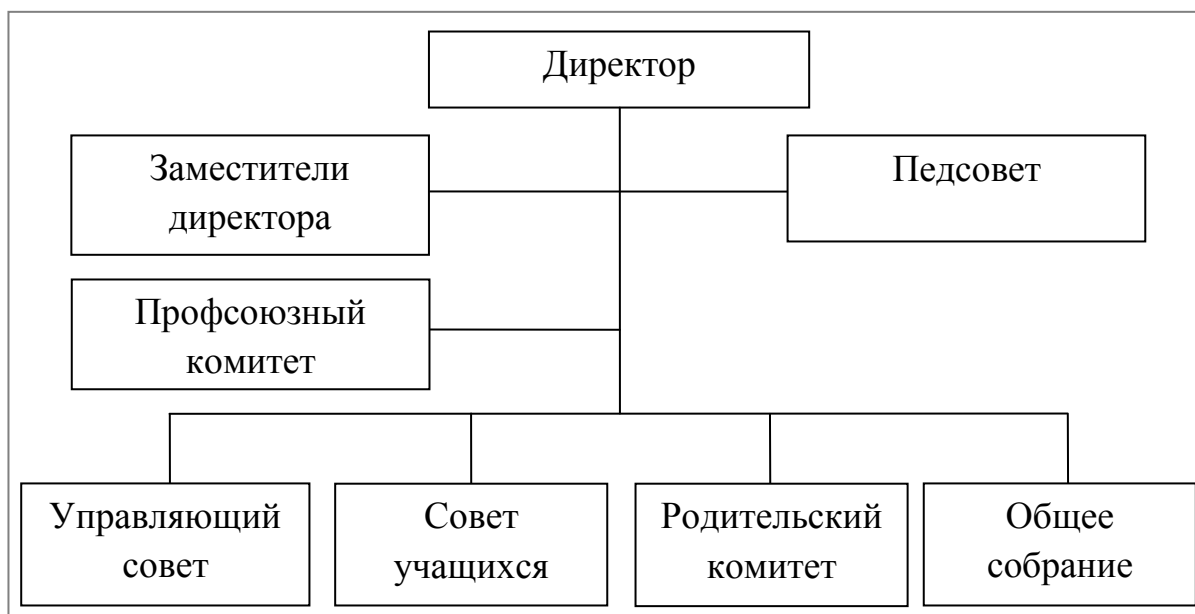 Директор
Заместители
директора
Педсовет
Профсоюзный
комитет
Управляющий
совет
Совет
учащихся
Родительский
комитет
Общее
собрание